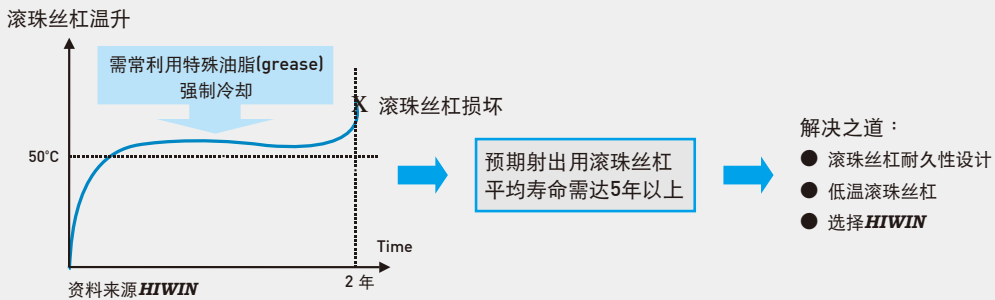 滚珠丝杠温升
需常利用特殊油脂(grease)
强制冷却
X 滚珠丝杠损坏
50°C
Time
2 年
资料来源HIWIN
预期射出用滚珠丝杠
平均寿命需达5年以上
解决之道：
● 滚珠丝杠耐久性设计
● 低温滚珠丝杠
● 选择HIWIN